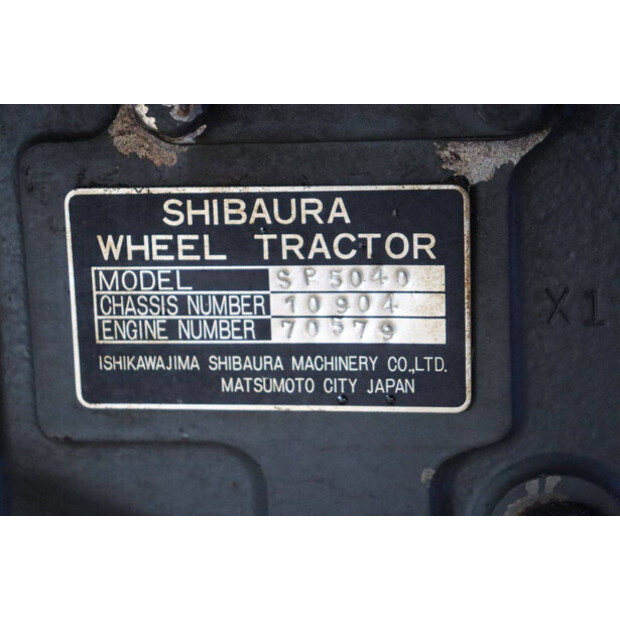 SHIBAURA
WHEEL TRACTOR
MODEL SP5040
CHASSIS NUMBER 10904
ENGINE NUMBER 70579
ISHIKAWAJIMA SHIBAURA MACHINERY CO.,LTD.
MATSUMOTO CITY JAPAN
X1